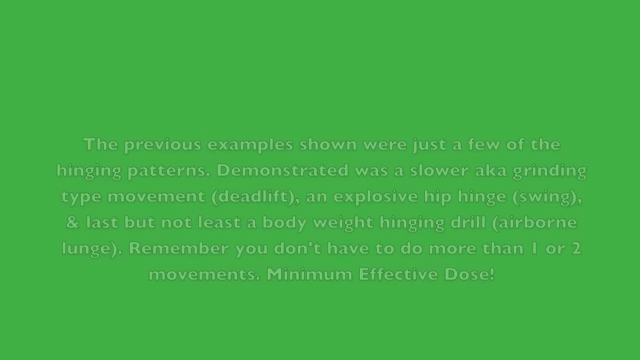 The previous examples shown were just a few of the
hinging patterns. Demonstrated was a slower aka grinding
type movement (deadlift), an explosive hip hinge (swing),
& last but not least a body weight hinging drill (airborne
lunge). Remember you don't have to do more than 1 or 2
movements. Minimum Effective Dose!